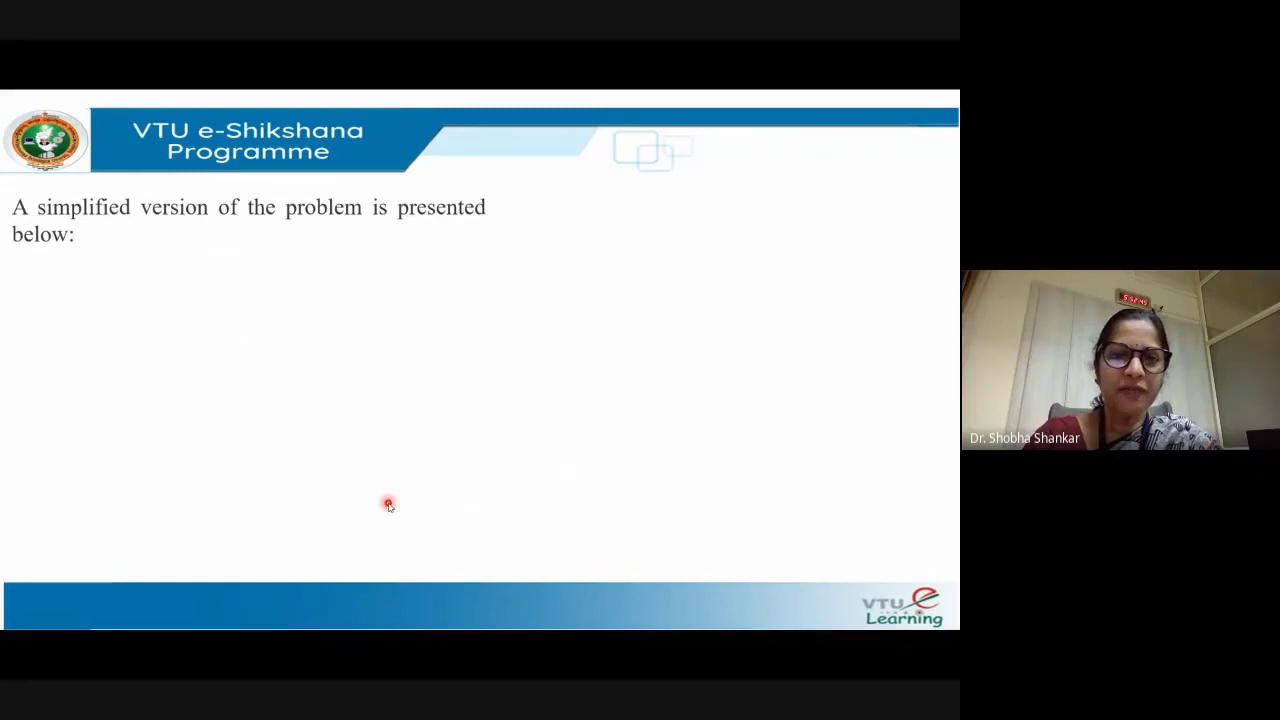 VTU e-Shikshana
Programme
A simplified version of the problem is presented
below:
Dr. Shobha Shankar
VTU e
Learning